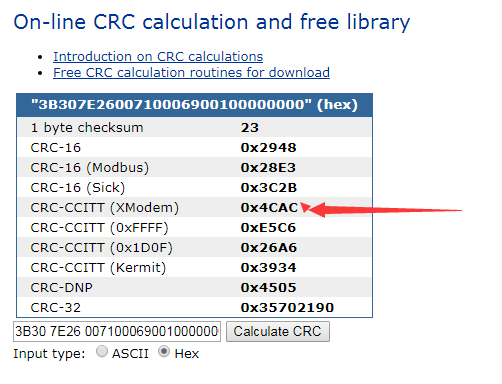 On-line CRC calculation and free library
Introduction on CRC calculations
Free CRC calculation routines for download
"3B307E2600710006900100000000" (hex)
1 byte checksum 23
CRC-16 0x2948
CRC-16 (Modbus) 0x28E3
CRC-16 (Sick) 0x3C2B
CRC-CCITT (XModem) 0x4CAC
CRC-CCITT (0xFFFF) 0xE5C6
CRC-CCITT (0x1D0F) 0x26A6
CRC-CCITT (Kermit) 0x3934
CRC-DNP 0x4505
CRC-32 0x35702190
3B30 7E26 007100069001000000 Calculate CRC
Input type: ASCII Hex